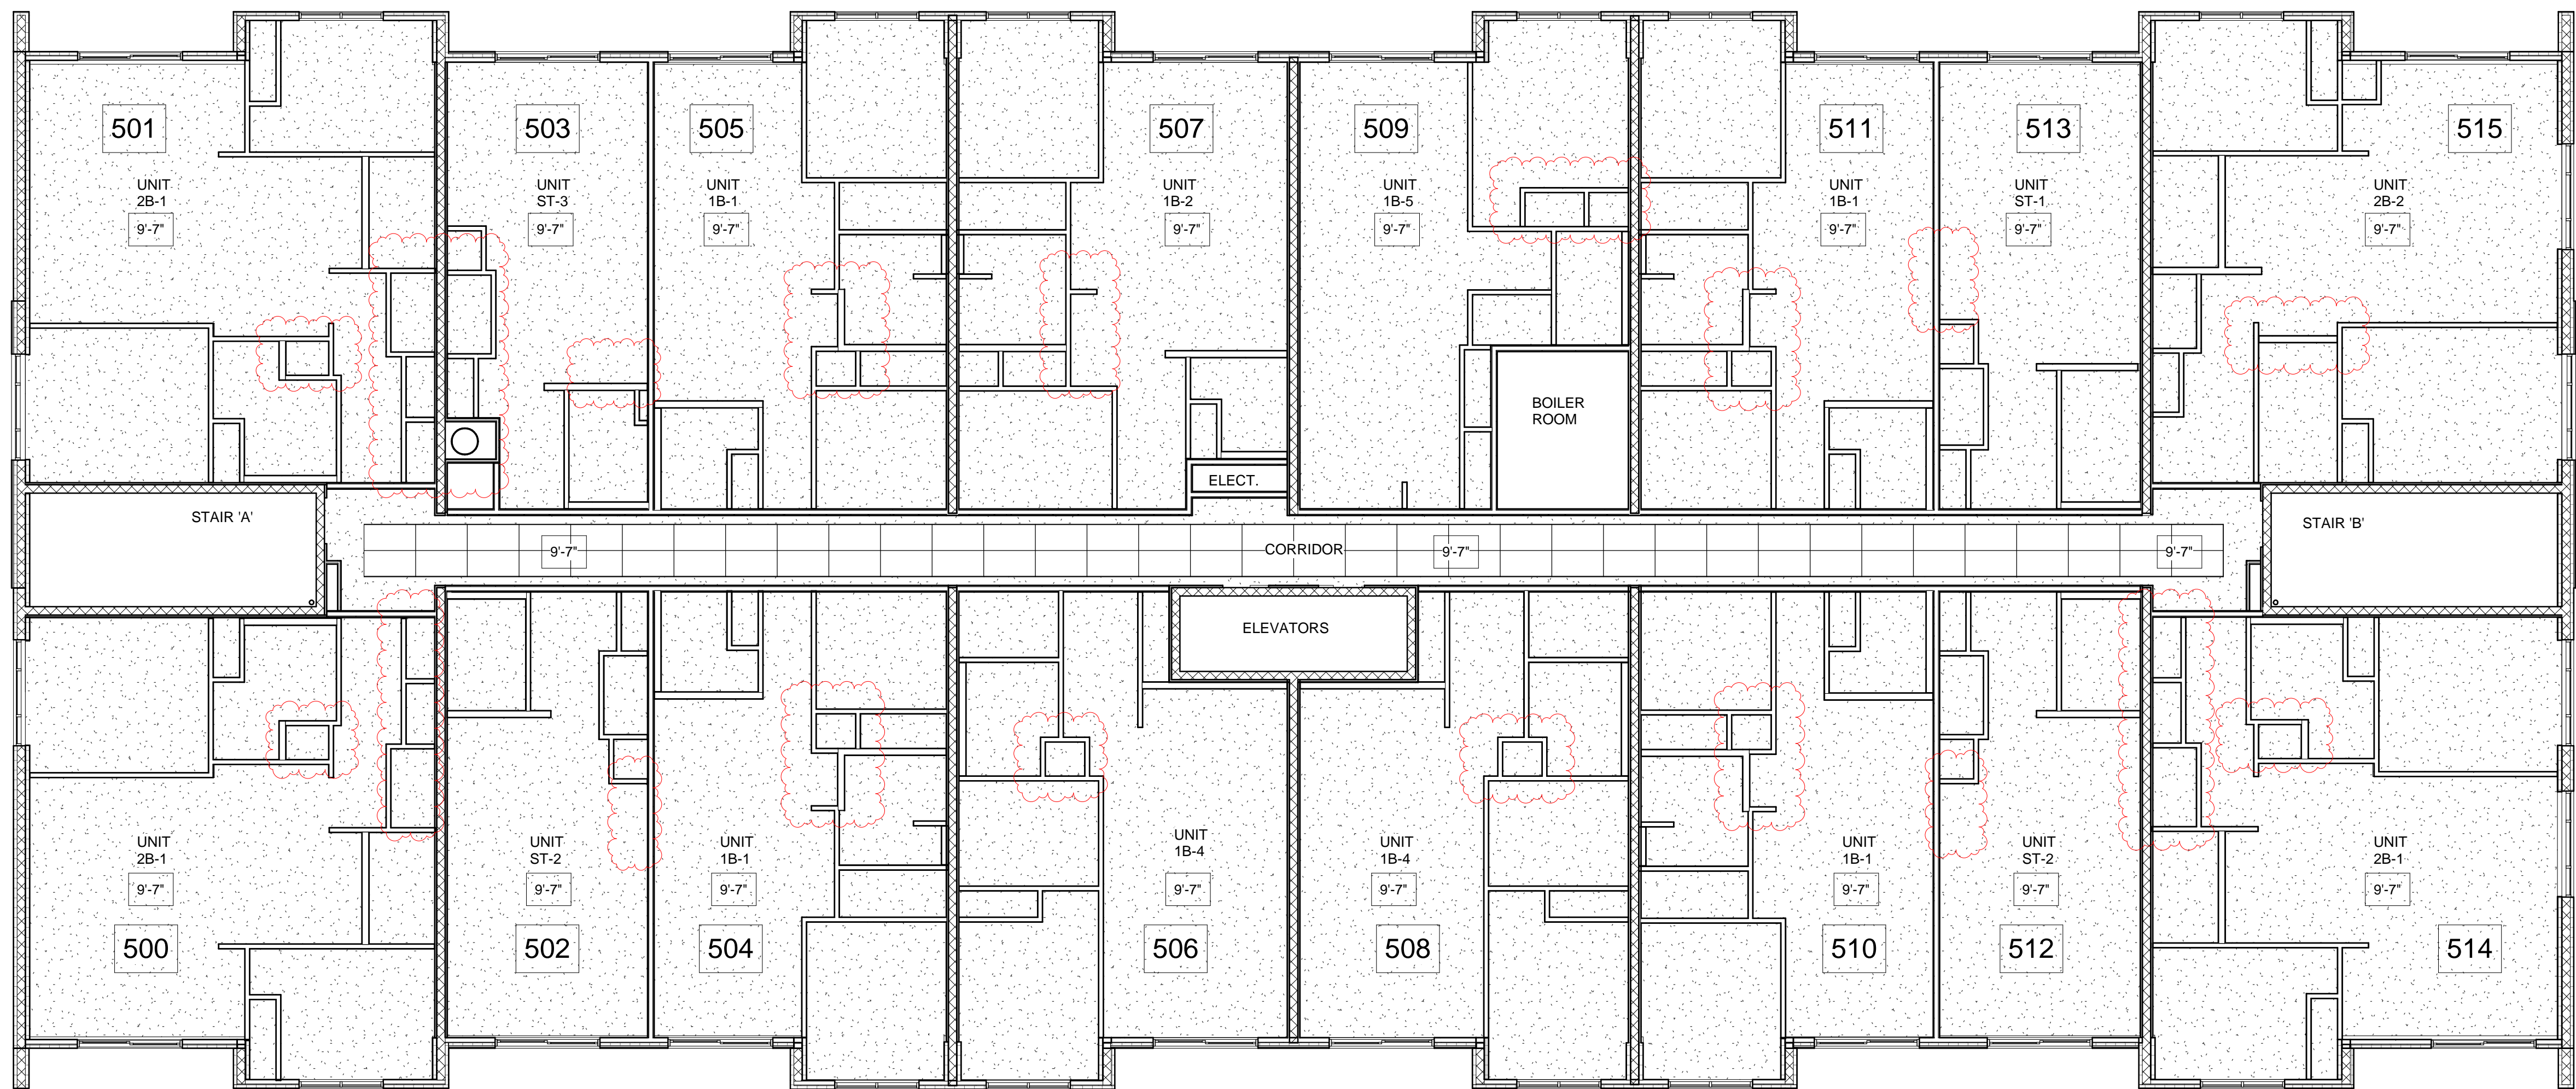 501
503
505
507
509
511
513
515
UNIT
2B-1
9'-7"
UNIT
ST-3
9'-7"
UNIT
1B-1
9'-7"
UNIT
1B-2
9'-7"
UNIT
1B-5
9'-7"
UNIT
1B-1
9'-7"
UNIT
ST-1
9'-7"
UNIT
2B-2
9'-7"
BOILER
ROOM
ELECT.
STAIR 'A'
STAIR 'B'
9'-7"
CORRIDOR
9'-7"
9'-7"
ELEVATORS
UNIT
2B-1
9'-7"
UNIT
ST-2
9'-7"
UNIT
1B-1
9'-7"
UNIT
1B-4
9'-7"
UNIT
1B-4
9'-7"
UNIT
1B-1
9'-7"
UNIT
ST-2
9'-7"
UNIT
2B-1
9'-7"
500
502
504
506
508
510
512
514